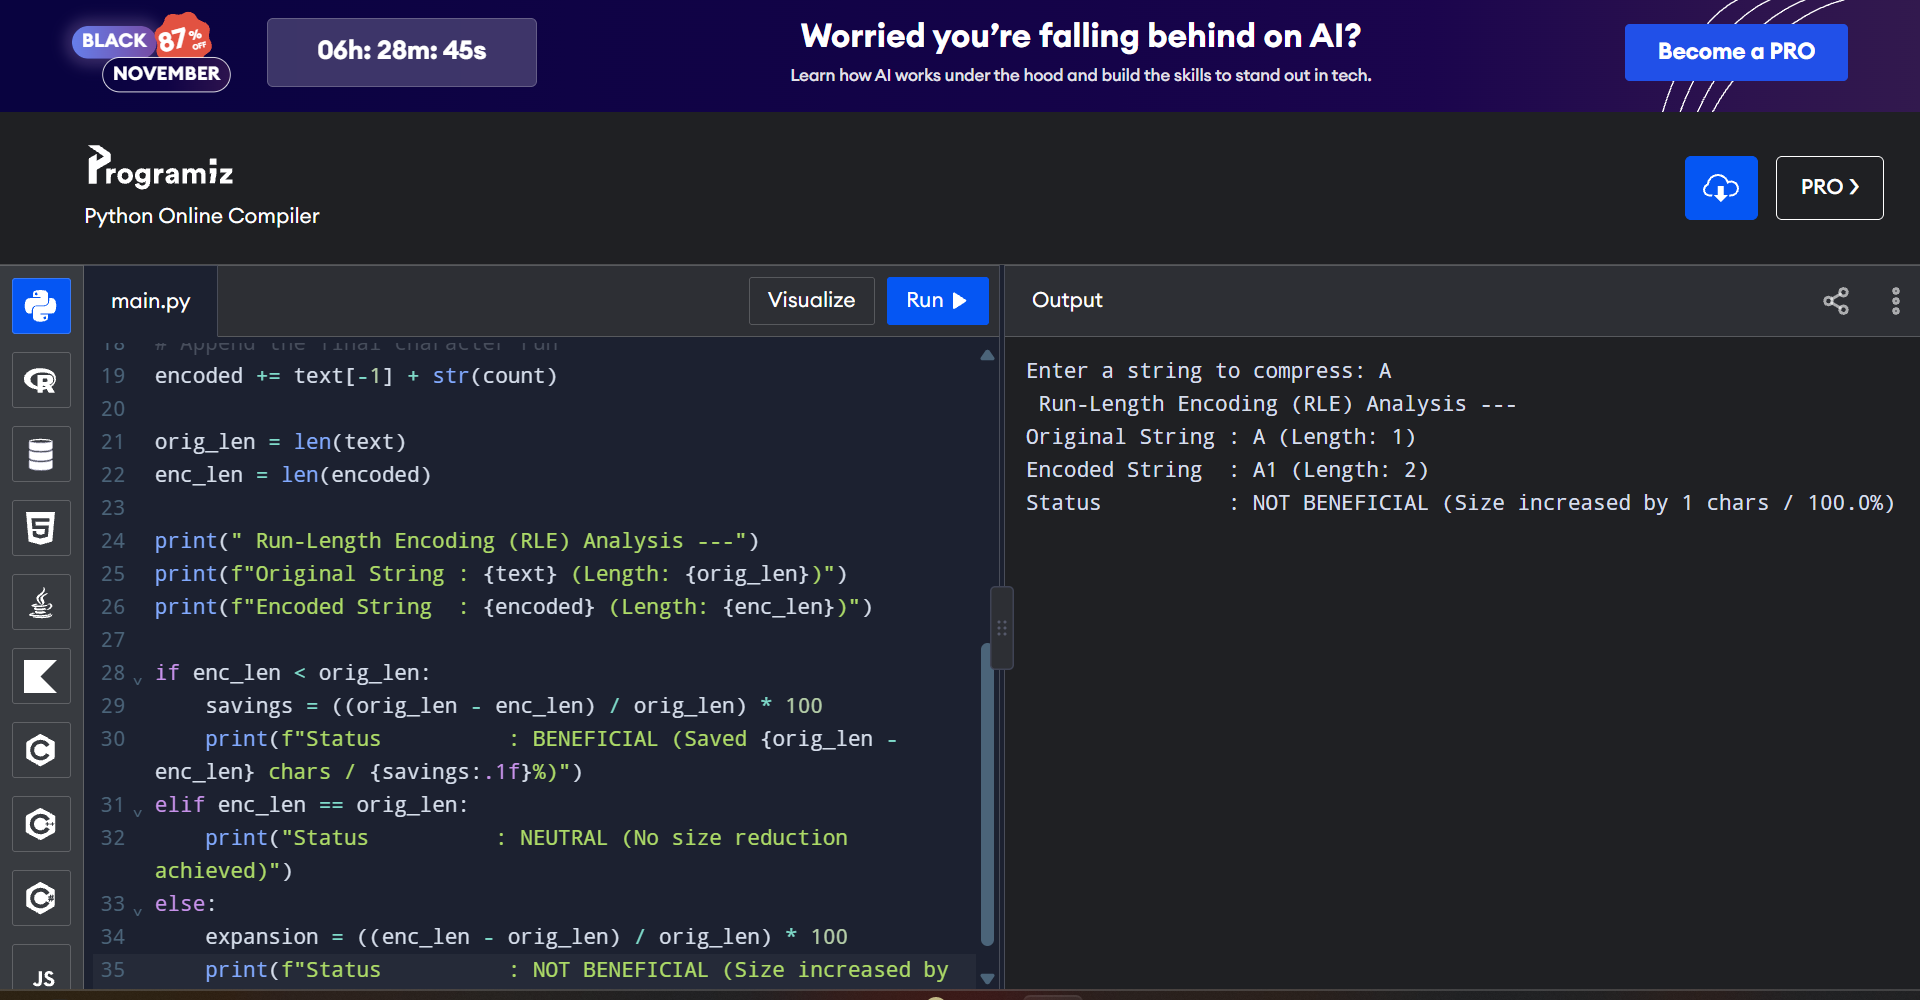 BLACK 87% OFF
NOVEMBER
06h: 28m: 45s
Worried you're falling behind on AI?
Learn how AI works under the hood and build the skills to stand out in tech.
Become a PRO
Programiz
Python Online Compiler
PRO ❯
main.py
Visualize
Run
Output
18 # Append the final character run
19 encoded += text[-1] + str(count)
20
21 orig_len = len(text)
22 enc_len = len(encoded)
23
24 print(" Run-Length Encoding (RLE) Analysis ---")
25 print(f"Original String : {text} (Length: {orig_len})")
26 print(f"Encoded String  : {encoded} (Length: {enc_len})")
27
28 if enc_len < orig_len:
29     savings = ((orig_len - enc_len) / orig_len) * 100
30     print(f"Status          : BENEFICIAL (Saved {orig_len -
enc_len} chars / {savings:.1f}%)")
31 elif enc_len == orig_len:
32     print("Status          : NEUTRAL (No size reduction
achieved)")
33 else:
34     expansion = ((enc_len - orig_len) / orig_len) * 100
35     print(f"Status          : NOT BENEFICIAL (Size increased by
Enter a string to compress: A
 Run-Length Encoding (RLE) Analysis ---
Original String : A (Length: 1)
Encoded String  : A1 (Length: 2)
Status          : NOT BENEFICIAL (Size increased by 1 chars / 100.0%)
R
5
C
C++
C#
JS